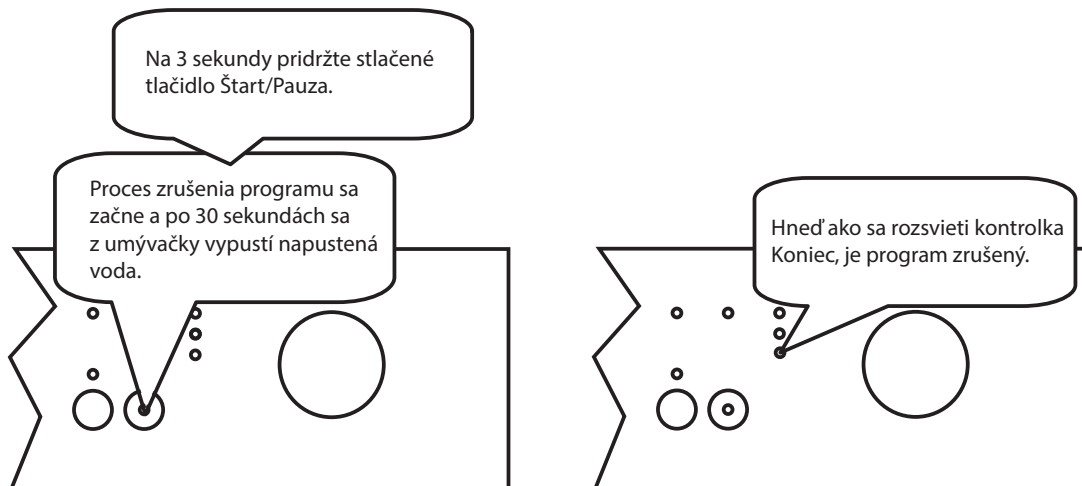 Na 3 sekundy pridržte stlačené
tlačidlo Štart/Pauza.
Proces zrušenia programu sa
začne a po 30 sekundách sa
z umývačky vypustí napustená
voda.
Hneď ako sa rozsvieti kontrolka
Koniec, je program zrušený.